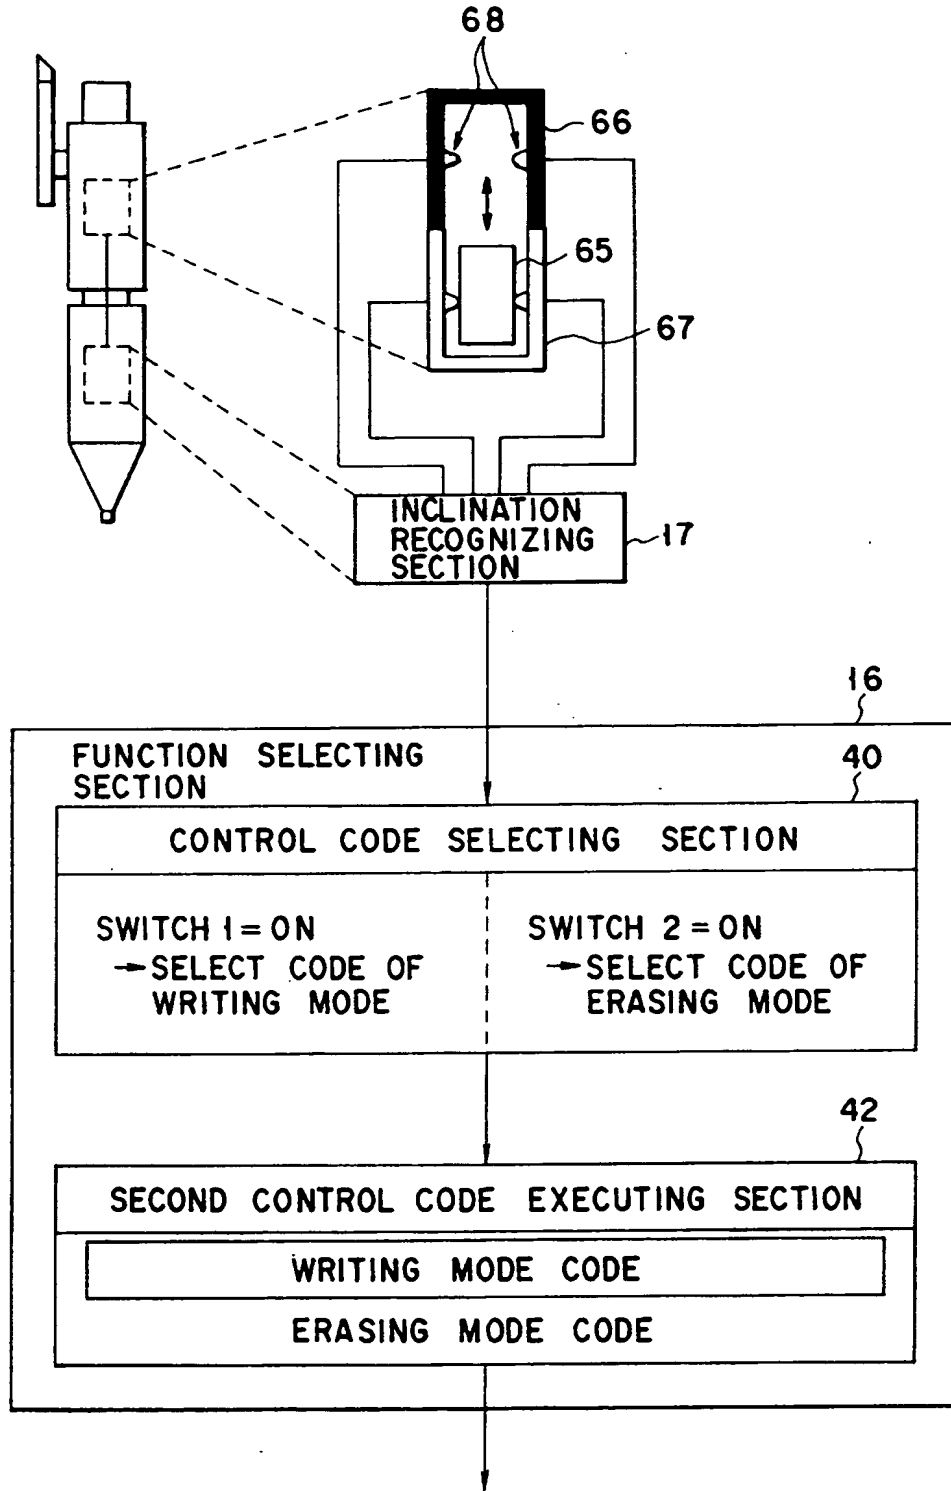 68
66
65
67
INCLINATION
RECOGNIZING
SECTION
17
16
FUNCTION SELECTING
SECTION
40
CONTROL CODE SELECTING SECTION
SWITCH 1 = ON
→ SELECT CODE OF
WRITING MODE
SWITCH 2 = ON
→ SELECT CODE OF
ERASING MODE
42
SECOND CONTROL CODE EXECUTING SECTION
WRITING MODE CODE
ERASING MODE CODE